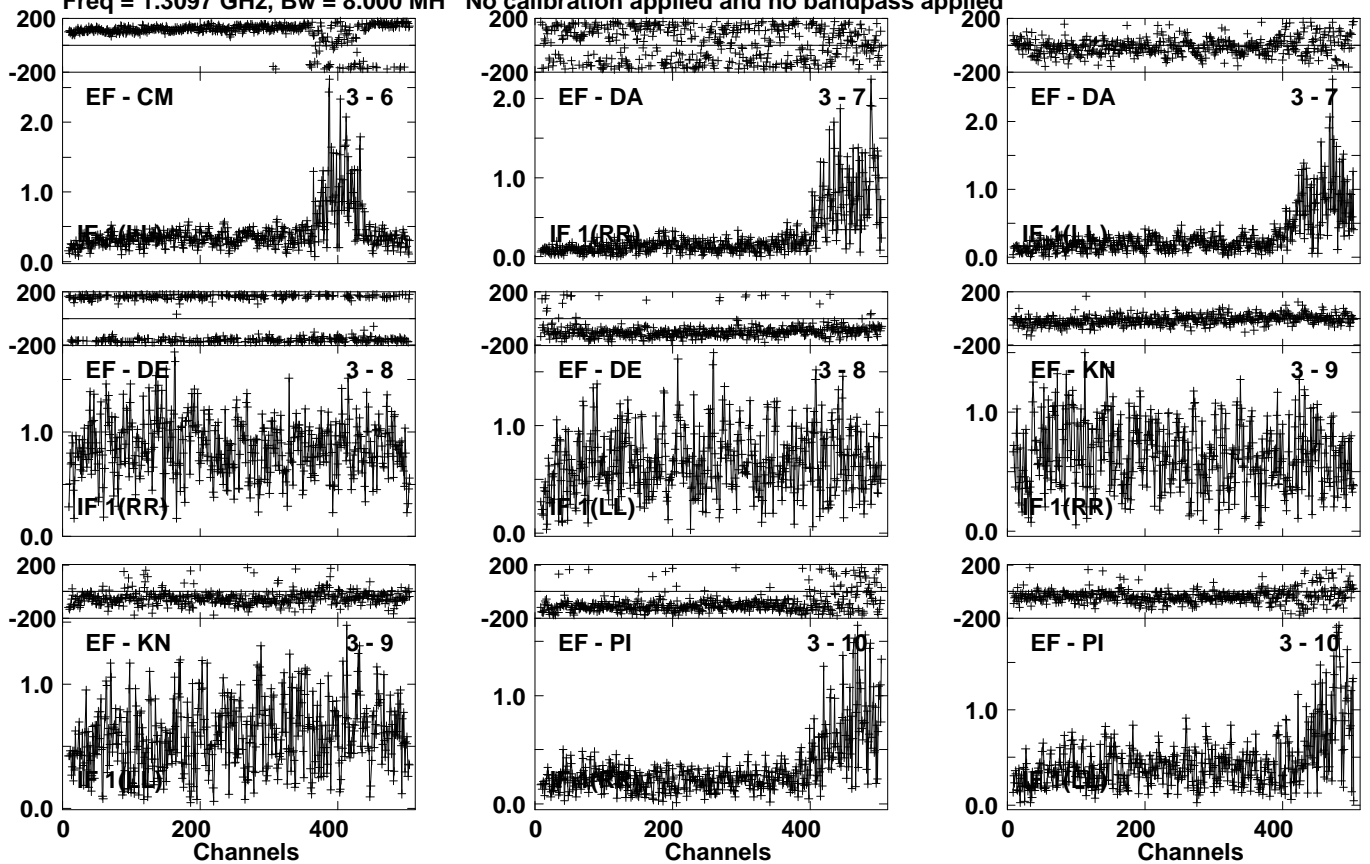 Freq = 1.3097 GHz, Bw = 8.000 MH No calibration applied and no bandpass applied
200 200 200
-200 -200 -200
EF - CM 3 - 6 EF - DA 3 - 7 EF - DA 3 - 7
2.0 2.0 2.0
1.0 1.0 1.0
IF 1(RR) IF 1(LL)
0.0 0.0 0.0
200 200 200
-200 -200 -200
EF - DE 3 - 8 EF - DE 3 - 8 EF - KN 3 - 9
1.0 1.0 1.0
IF 1(RR) IF 1(LL) IF 1(RR)
0.0 0.0 0.0
200 200 200
-200 -200 -200
EF - KN 3 - 9 EF - PI 3 - 10 EF - PI 3 - 10
1.0 1.0 1.0
IF 1(LL)
0.0 0.0 0.0
0 200 400 0 200 400 0 200 400
Channels Channels Channels